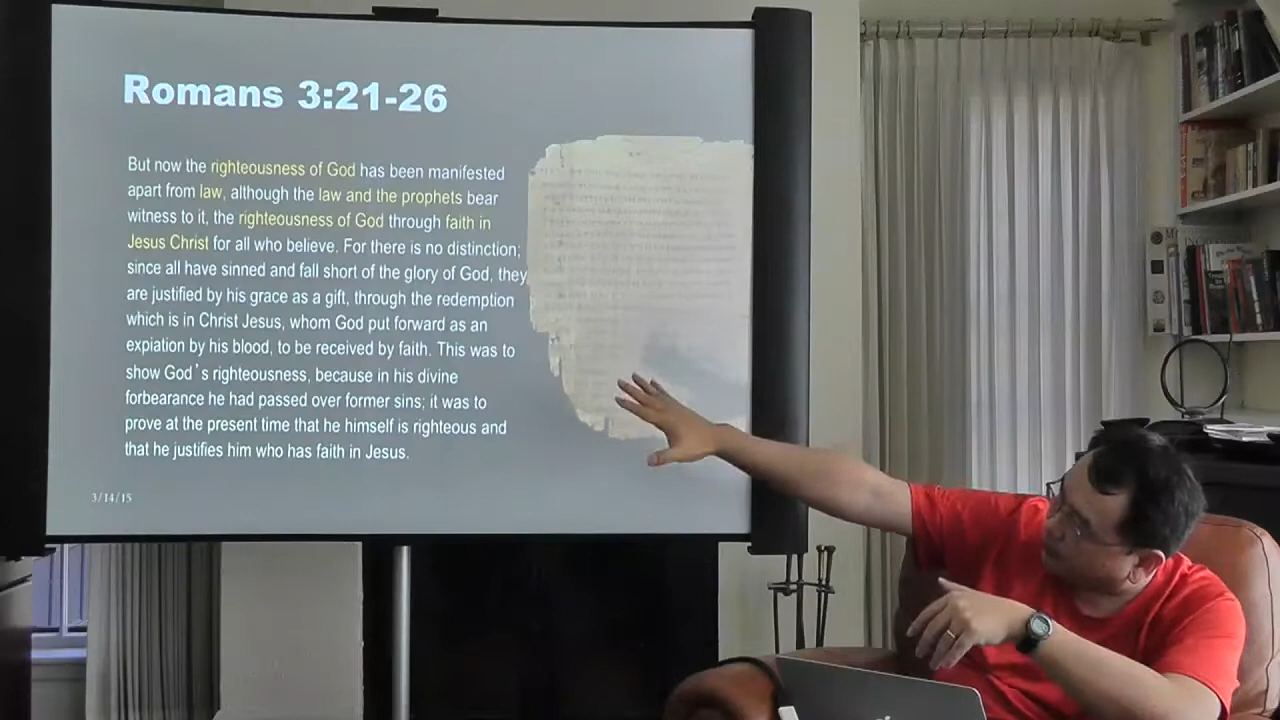 Romans 3:21-26
But now the righteousness of God has been manifested
apart from law, although the law and the prophets bear
witness to it, the righteousness of God through faith in
Jesus Christ for all who believe. For there is no distinction;
since all have sinned and fall short of the glory of God, they
are justified by his grace as a gift, through the redemption
which is in Christ Jesus, whom God put forward as an
expiation by his blood, to be received by faith. This was to
show God's righteousness, because in his divine
forbearance he had passed over former sins; it was to
prove at the present time that he himself is righteous and
that he justifies him who has faith in Jesus.
3/14/15